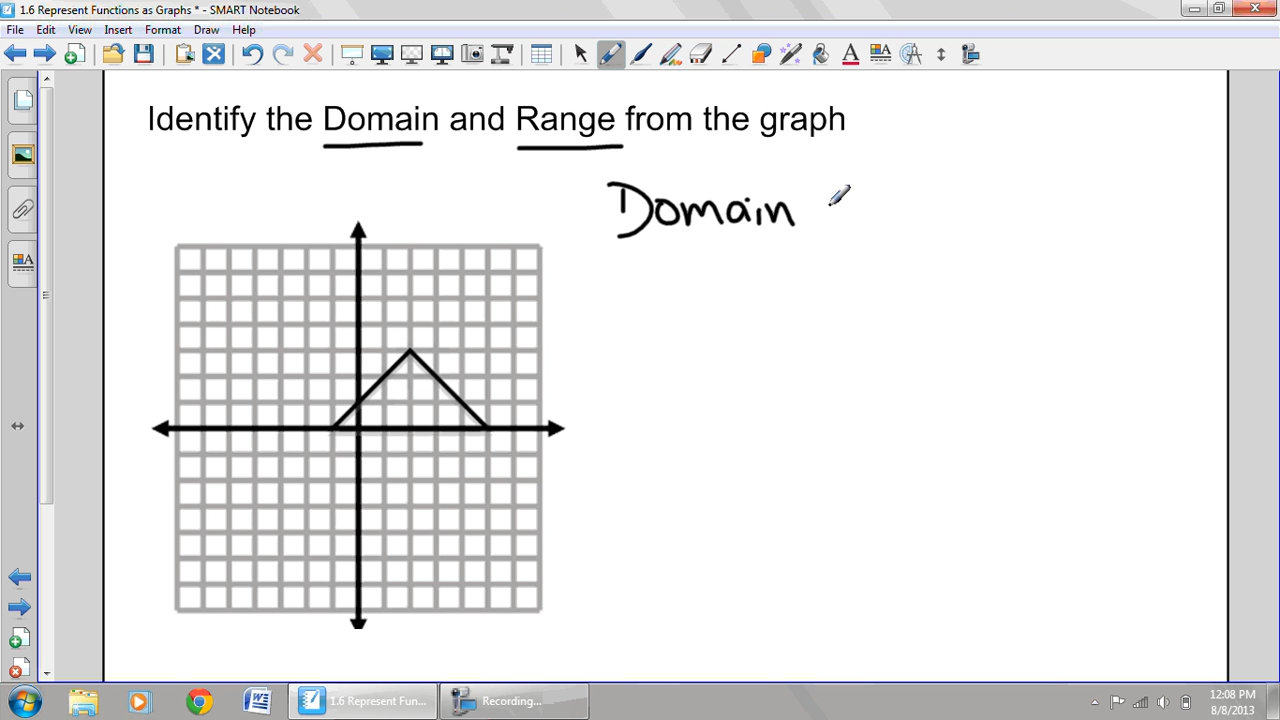 1.6 Represent Functions as Graphs * - SMART Notebook
File Edit View Insert Format Draw Help
Identify the Domain and Range from the graph
Domain
1.6 Represent Fun... Recording...
12:08 PM
8/8/2013